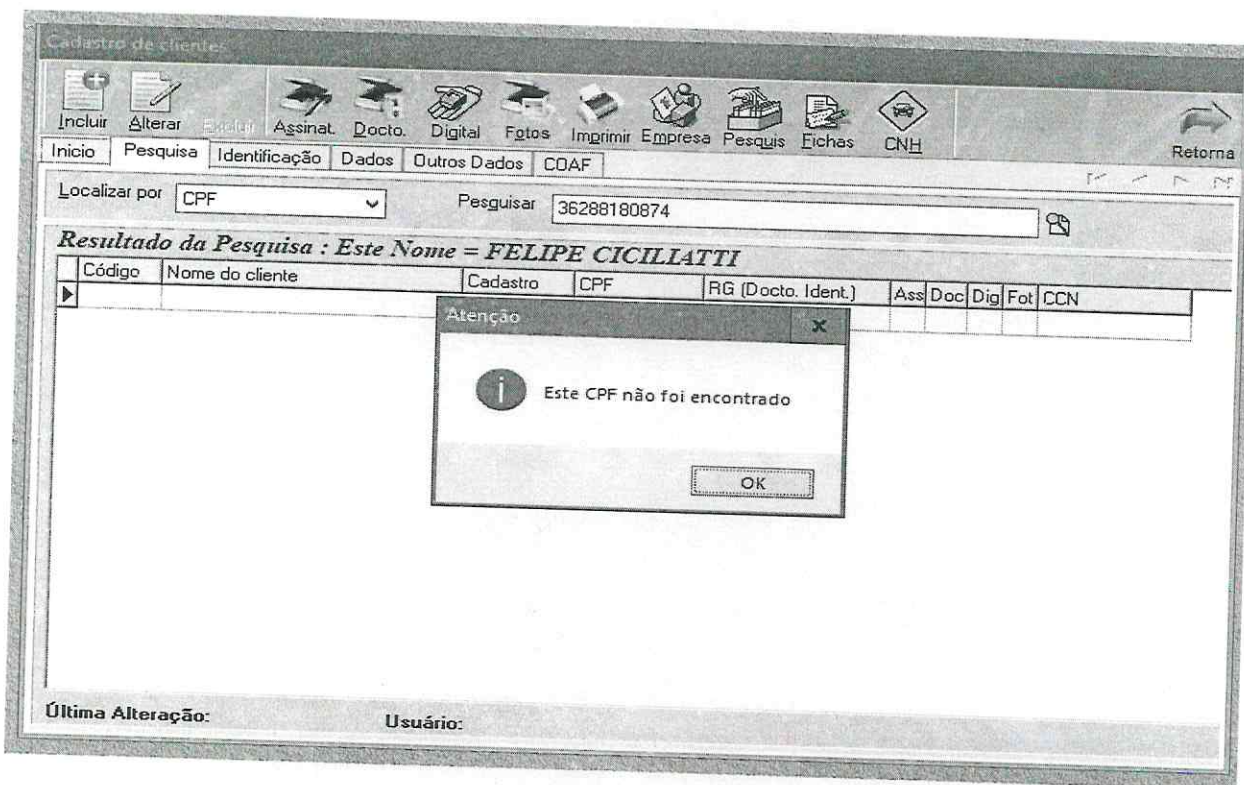 Cadastro de clientes
Incluir Alterar Excluir Assinat. Docto. Digital Fotos Imprimir Empresa Pesquis Fichas CNH Retorna
Inicio Pesquisa Identificação Dados Outros Dados COAF
Localizar por CPF Pesquisar 36288180874
Resultado da Pesquisa : Este Nome = FELIPE CICILIATTI
Código Nome do cliente Cadastro CPF RG (Docto. Ident.) Ass Doc Dig Fot CCN
Atenção
Este CPF não foi encontrado
OK
Última Alteração: Usuário: